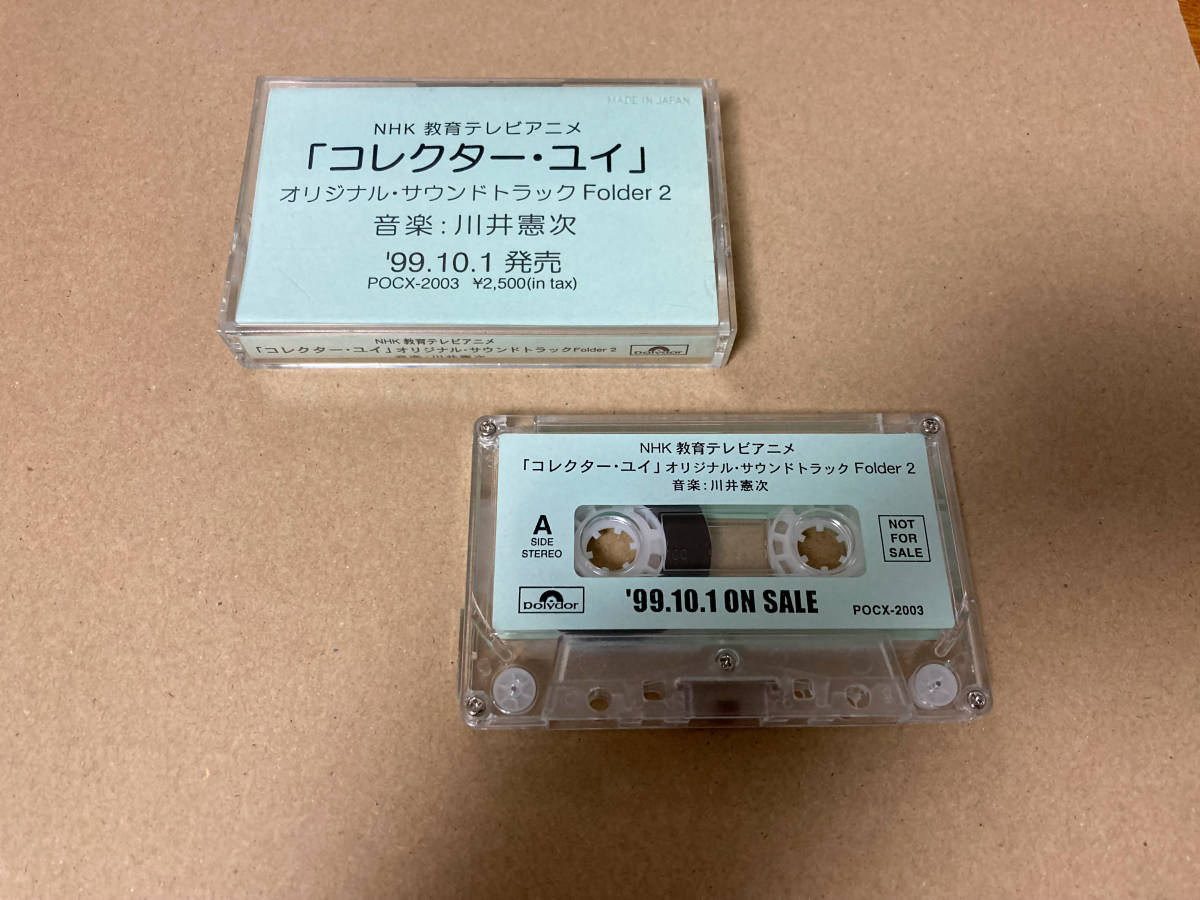 MADE IN JAPAN
NHK 教育テレビアニメ
「コレクター・ユイ」
オリジナル・サウンドトラック Folder 2
音楽：川井憲次
'99.10.1 発売
POCX-2003 ¥2,500(in tax)
NHK 教育テレビアニメ
「コレクター・ユイ」オリジナル・サウンドトラック Folder 2
音楽：川井憲次
Polydor
NHK 教育テレビアニメ
「コレクター・ユイ」オリジナル・サウンドトラック Folder 2
音楽：川井憲次
A
SIDE
STEREO
NOT
FOR
SALE
Polydor
'99.10.1 ON SALE
POCX-2003